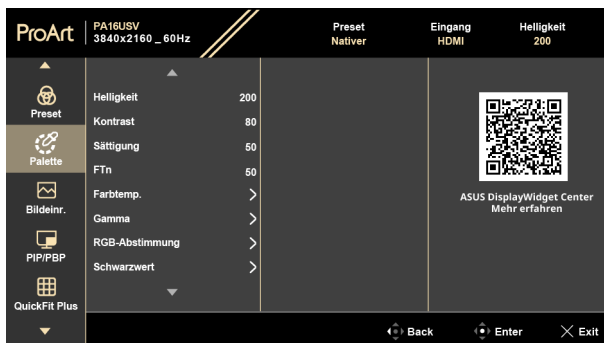 ProArt
PA16USV
3840x2160 _ 60Hz
Preset
Nativer
Eingang
HDMI
Helligkeit
200
Preset
Palette
Bildeinr.
PIP/PBP
QuickFit Plus
Helligkeit 200
Kontrast 80
Sättigung 50
FTn 50
Farbtemp.
Gamma
RGB-Abstimmung
Schwarzwert
ASUS DisplayWidget Center
Mehr erfahren
Back
Enter
Exit